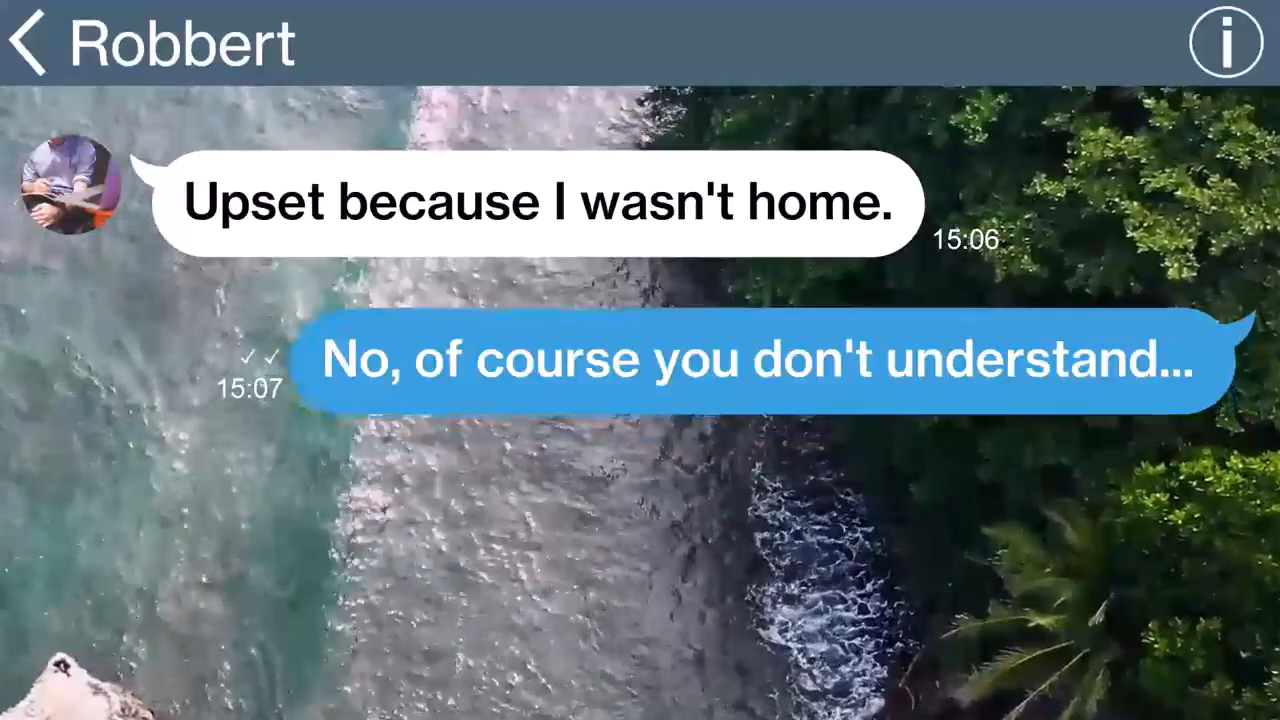 Robbert
Upset because I wasn't home.
15:06
No, of course you don't understand...
15:07